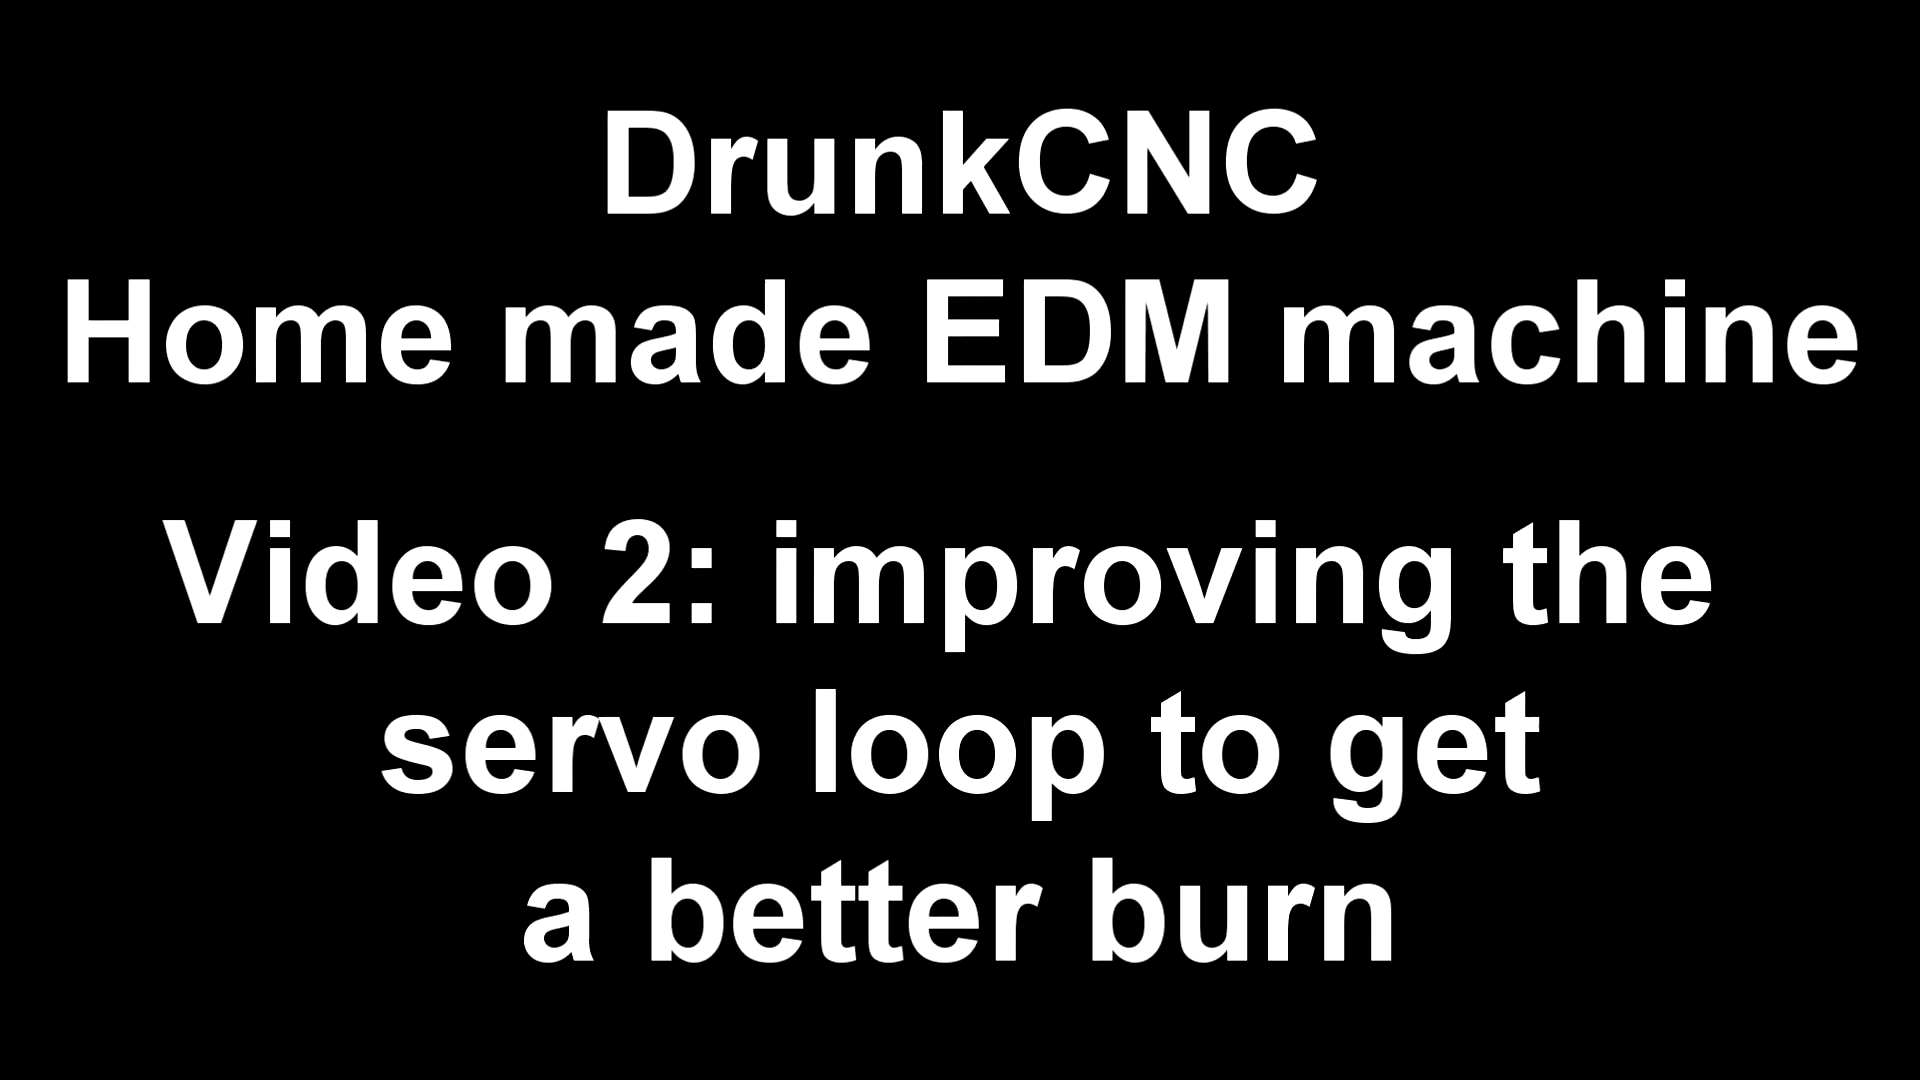 DrunkCNC
Home made EDM machine
Video 2: improving the
servo loop to get
a better burn